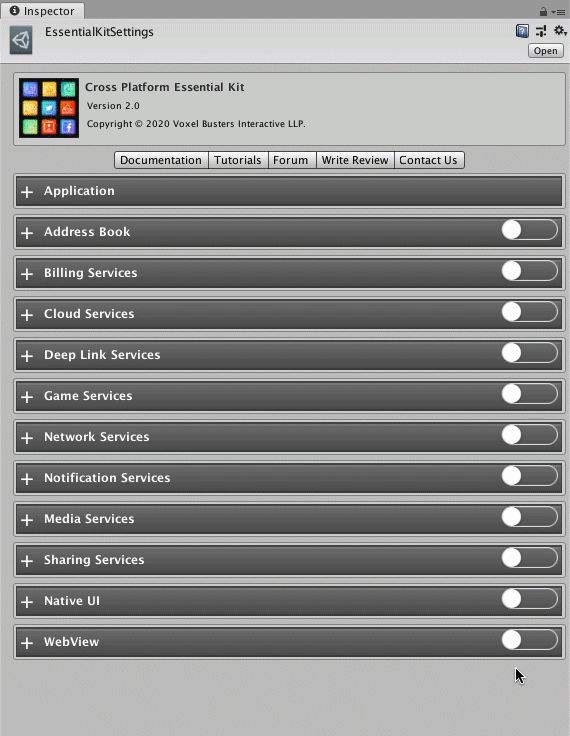 Inspector
EssentialKitSettings
Open
Cross Platform Essential Kit
Version 2.0
Copyright © 2020 Voxel Busters Interactive LLP.
Documentation Tutorials Forum Write Review Contact Us
Application
Address Book
Billing Services
Cloud Services
Deep Link Services
Game Services
Network Services
Notification Services
Media Services
Sharing Services
Native UI
WebView